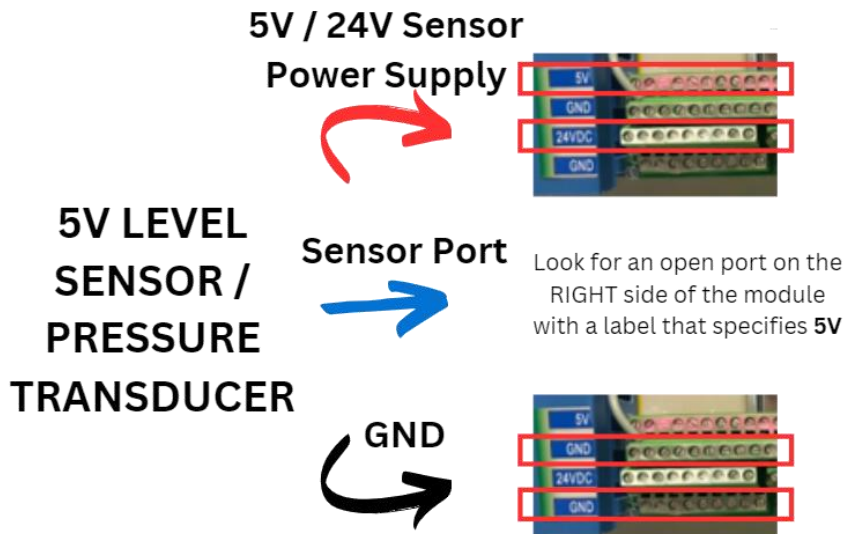 5V / 24V Sensor
Power Supply
5V
GND
24VDC
GND
5V LEVEL
SENSOR /
PRESSURE
TRANSDUCER
Sensor Port
Look for an open port on the
RIGHT side of the module
with a label that specifies 5V
GND
5V
GND
24VDC
GND